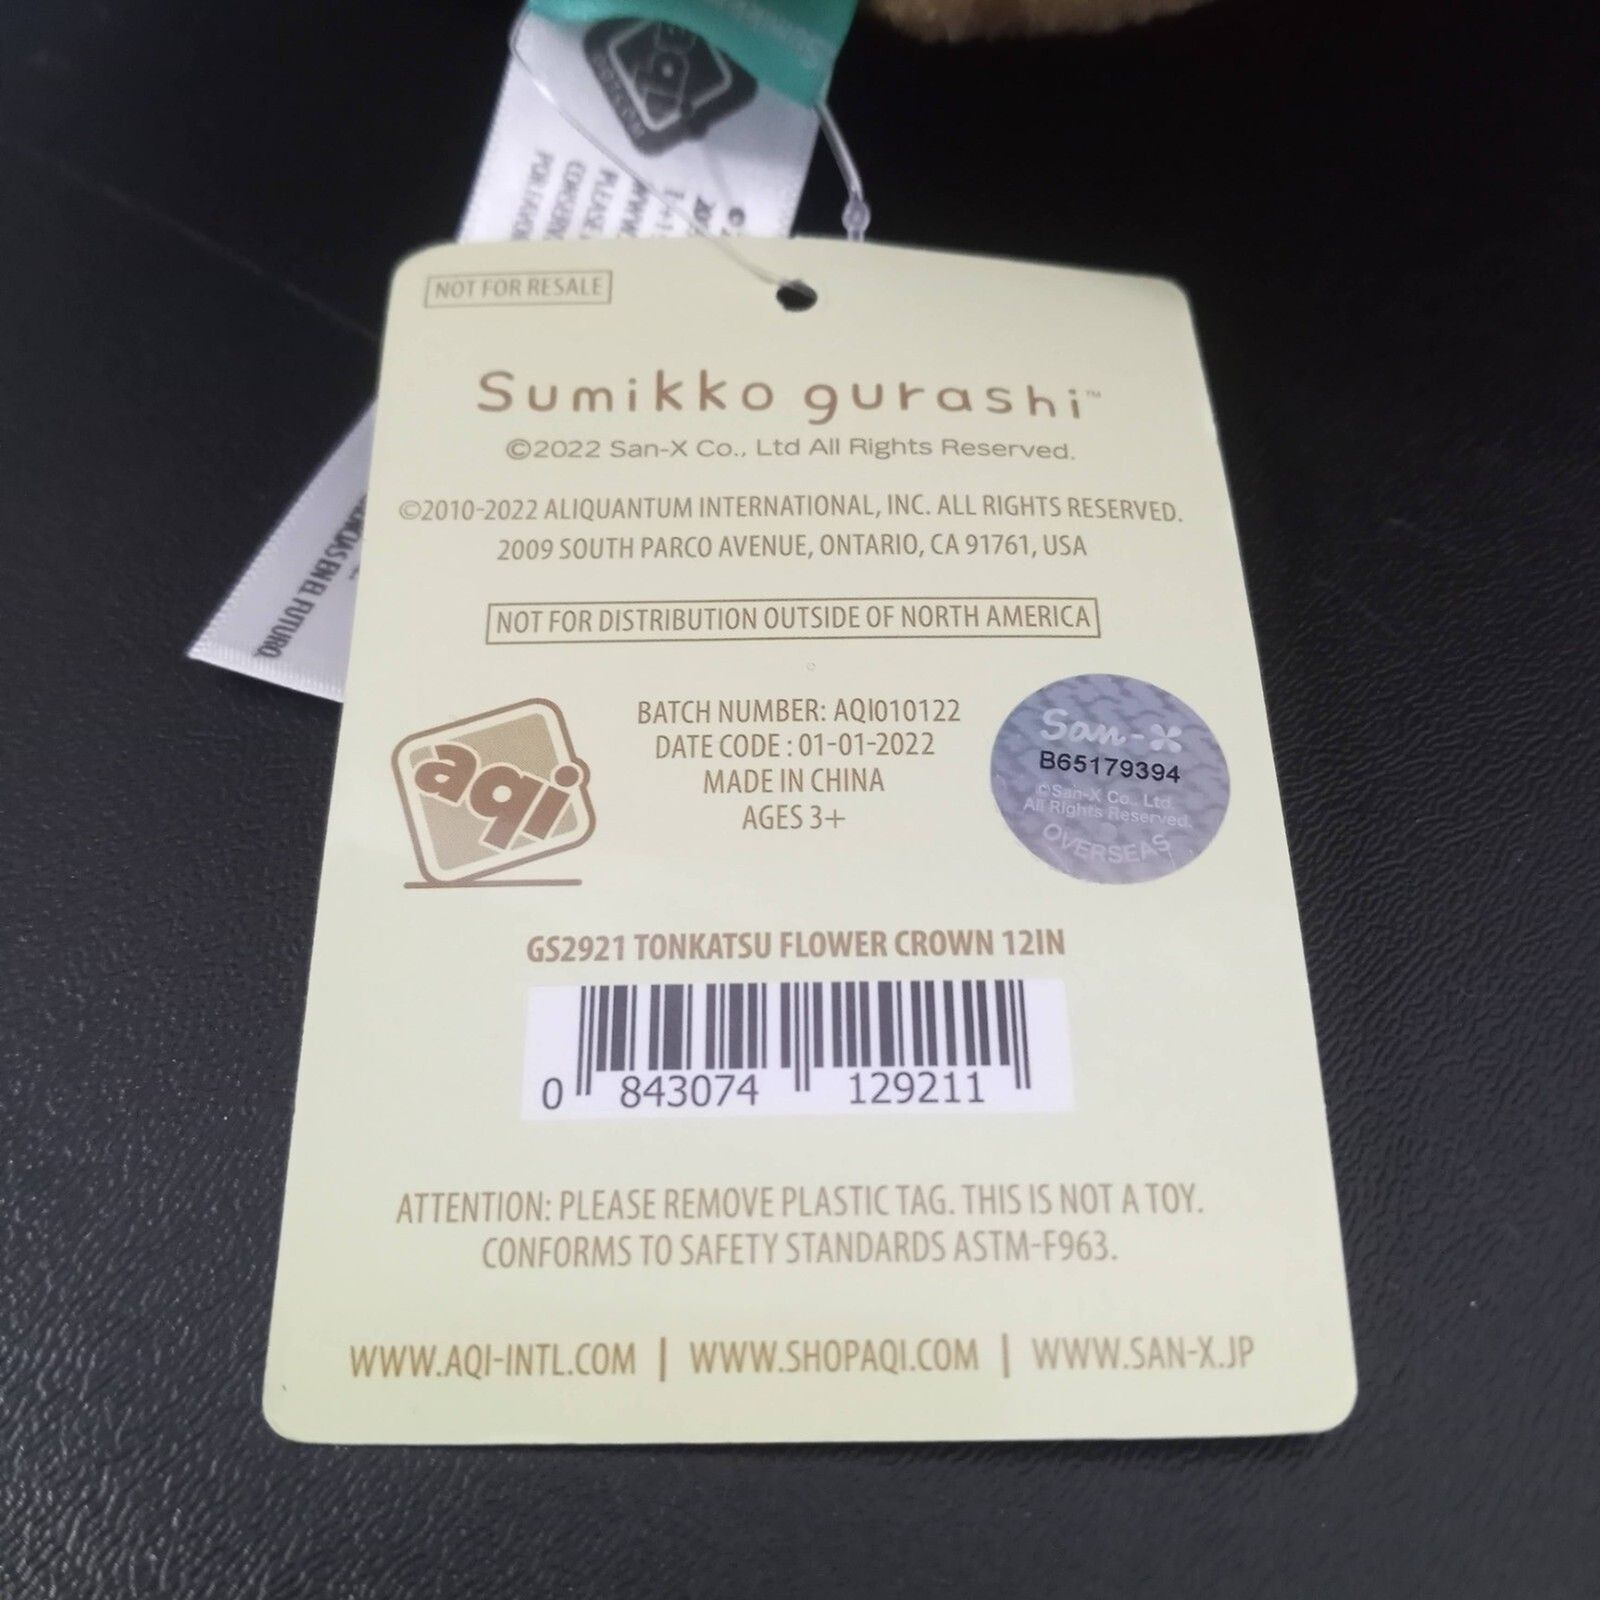 PLEASE
NOT FOR RESALE
Sumikko gurashi™
©2022 San-X Co., Ltd All Rights Reserved.
©2010-2022 ALIQUANTUM INTERNATIONAL, INC. ALL RIGHTS RESERVED.
2009 SOUTH PARCO AVENUE, ONTARIO, CA 91761, USA
EN EL FUTURO.
NOT FOR DISTRIBUTION OUTSIDE OF NORTH AMERICA
aqi
BATCH NUMBER: AQI010122
DATE CODE : 01-01-2022
MADE IN CHINA
AGES 3+
San-X
B65179394
©San-X Co., Ltd.
All Rights Reserved.
OVERSEAS
GS2921 TONKATSU FLOWER CROWN 12IN
0 843074 129211
ATTENTION: PLEASE REMOVE PLASTIC TAG. THIS IS NOT A TOY.
CONFORMS TO SAFETY STANDARDS ASTM-F963.
WWW.AQI-INTL.COM | WWW.SHOPAQI.COM | WWW.SAN-X.JP